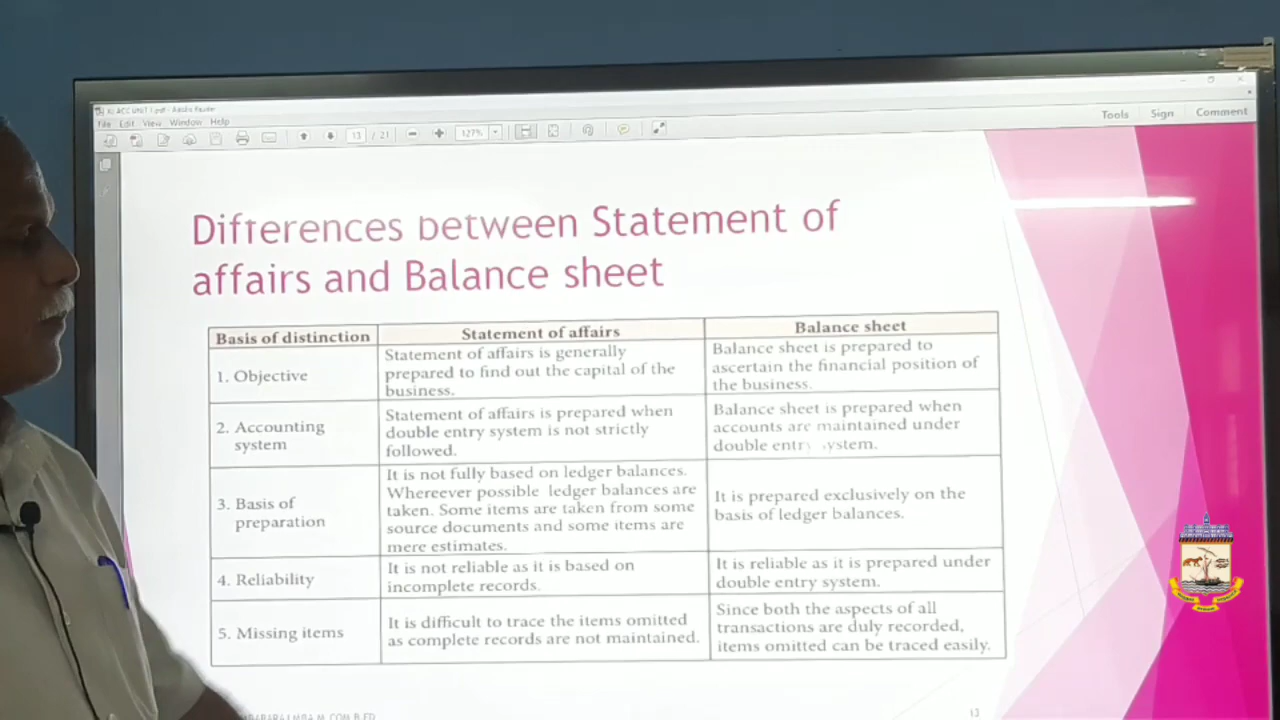 File Edit View Window Help
13 / 21
127%
Tools Sign Comment
Differences between Statement of
affairs and Balance sheet
Basis of distinction
Statement of affairs
Balance sheet
1. Objective
Statement of affairs is generally
prepared to find out the capital of the
business.
Balance sheet is prepared to
ascertain the financial position of
the business.
2. Accounting
system
Statement of affairs is prepared when
double entry system is not strictly
followed.
Balance sheet is prepared when
accounts are maintained under
double entry system.
3. Basis of
preparation
It is not fully based on ledger balances.
Whereever possible ledger balances are
taken. Some items are taken from some
source documents and some items are
mere estimates.
It is prepared exclusively on the
basis of ledger balances.
4. Reliability
It is not reliable as it is based on
incomplete records.
It is reliable as it is prepared under
double entry system.
5. Missing items
It is difficult to trace the items omitted
as complete records are not maintained.
Since both the aspects of all
transactions are duly recorded,
items omitted can be traced easily.
13